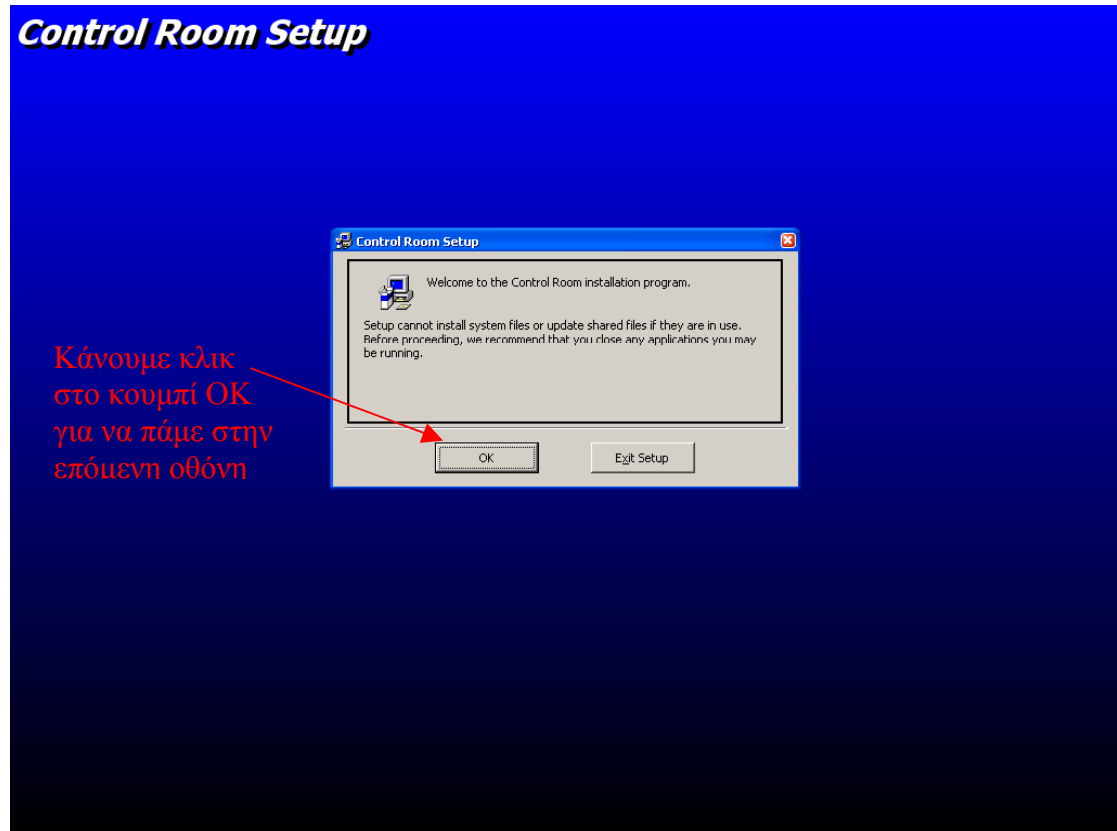 Control Room Setup
Control Room Setup
Welcome to the Control Room installation program.
Setup cannot install system files or update shared files if they are in use.
Before proceeding, we recommend that you close any applications you may
be running.
Κάνουμε κλικ
στο κουμπί ΟΚ
για να πάμε στην
επόμενη οθόνη
OK
Exit Setup